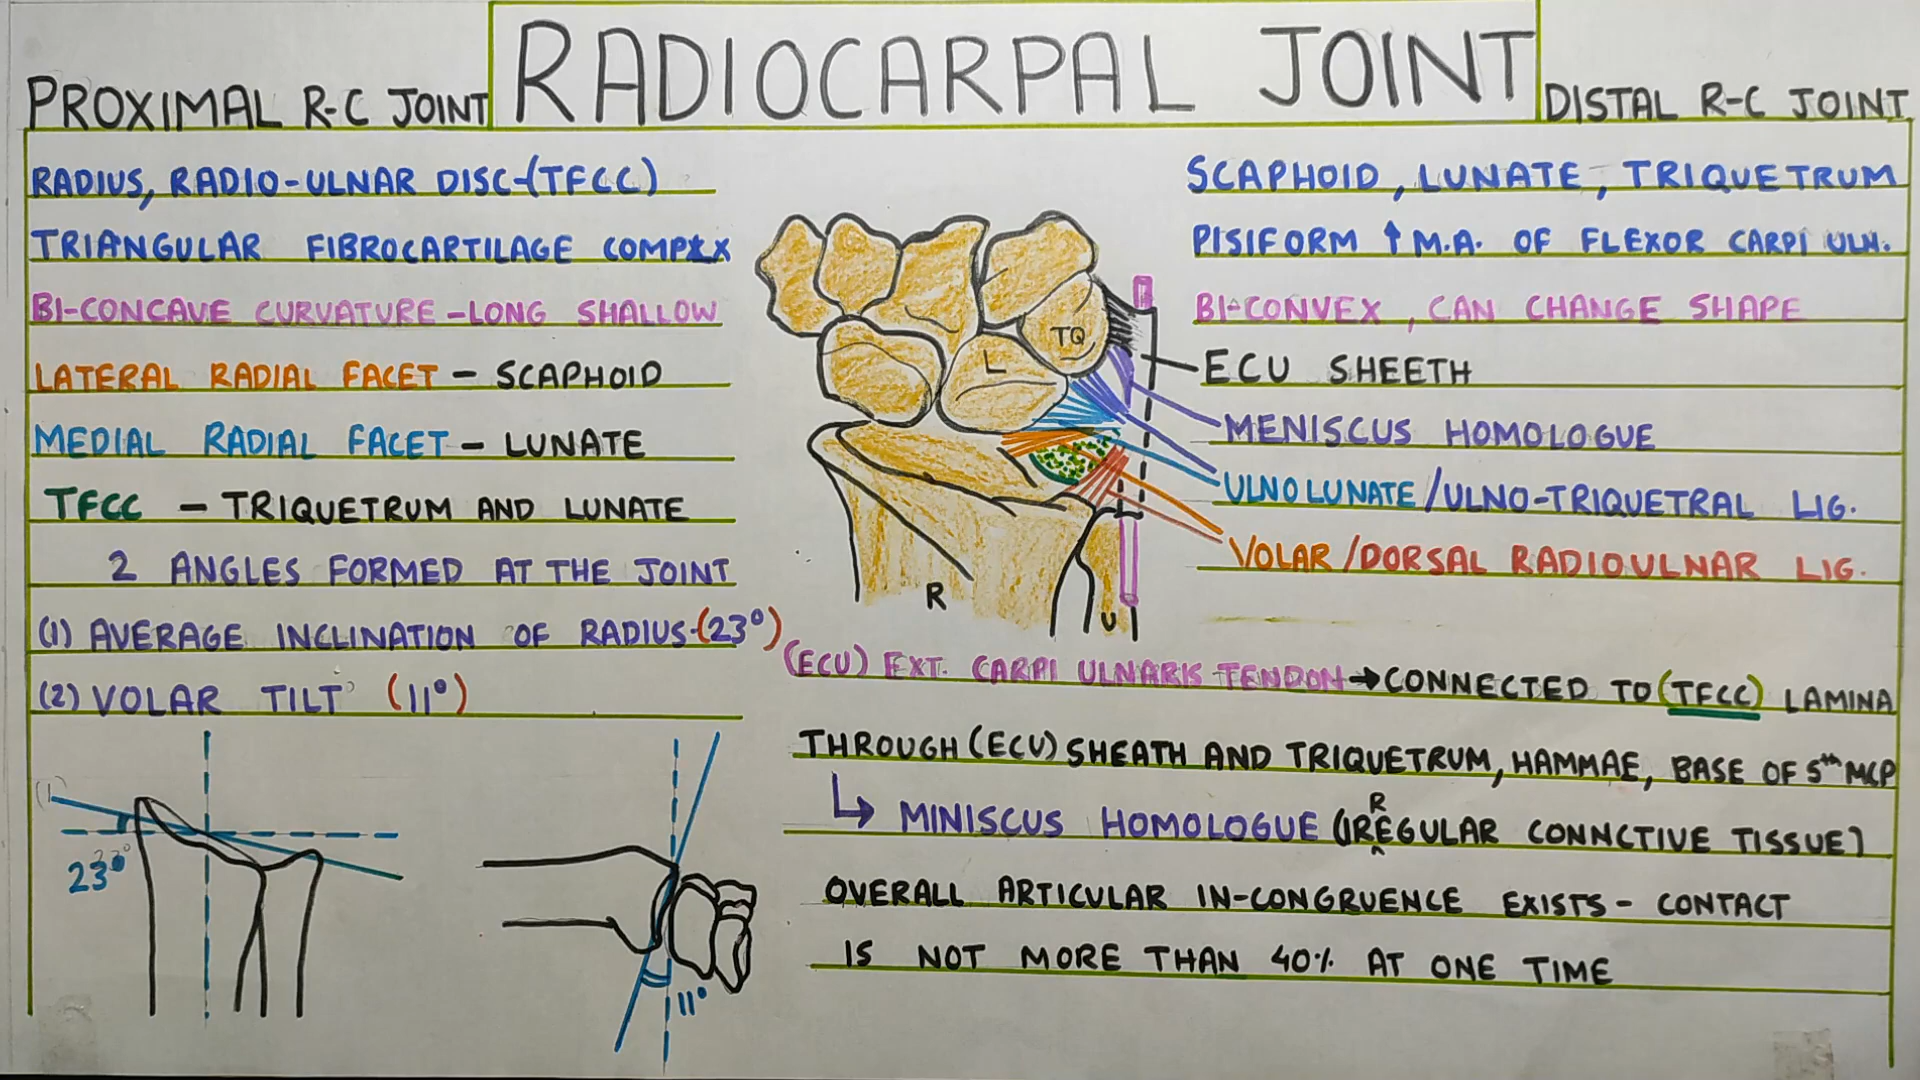 RADIOCARPAL JOINT
PROXIMAL R-C JOINT
RADIUS, RADIO-ULNAR DISC-(TFCC)
TRIANGULAR FIBROCARTILAGE COMPLX
BI-CONCAVE CURVATURE - LONG SHALLOW
LATERAL RADIAL FACET - SCAPHOID
MEDIAL RADIAL FACET - LUNATE
TFCC - TRIQUETRUM AND LUNATE
2 ANGLES FORMED AT THE JOINT
(1) AVERAGE INCLINATION OF RADIUS-(23°)
(2) VOLAR TILT (11°)
23°
11°
TQ
L
R
U
DISTAL R-C JOINT
SCAPHOID, LUNATE, TRIQUETRUM
PISIFORM ↑ M.A. OF FLEXOR CARPI ULN.
BI-CONVEX, CAN CHANGE SHAPE
ECU SHEETH
MENISCUS HOMOLOGUE
ULNOLUNATE/ULNO-TRIQUETRAL LIG.
VOLAR/DORSAL RADIOULNAR LIG.
(ECU) EXT. CARPI ULNARIS TENDON → CONNECTED TO (TFCC) LAMINA
THROUGH (ECU) SHEATH AND TRIQUETRUM, HAMMAE, BASE OF 5th MCP
↳ MINISCUS HOMOLOGUE (IRREGULAR CONNCTIVE TISSUE)
OVERALL ARTICULAR IN-CONGRUENCE EXISTS - CONTACT
IS NOT MORE THAN 40% AT ONE TIME